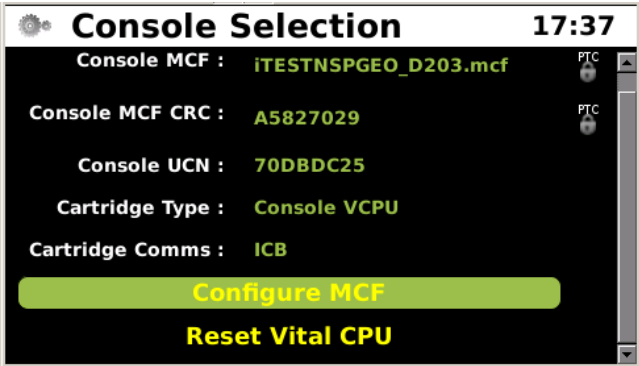 Console Selection 17:37
Console MCF : iTESTNSPGEO_D203.mcf PTC
Console MCF CRC : A5827029 PTC
Console UCN : 70DBDC25
Cartridge Type : Console VCPU
Cartridge Comms : ICB
Configure MCF
Reset Vital CPU